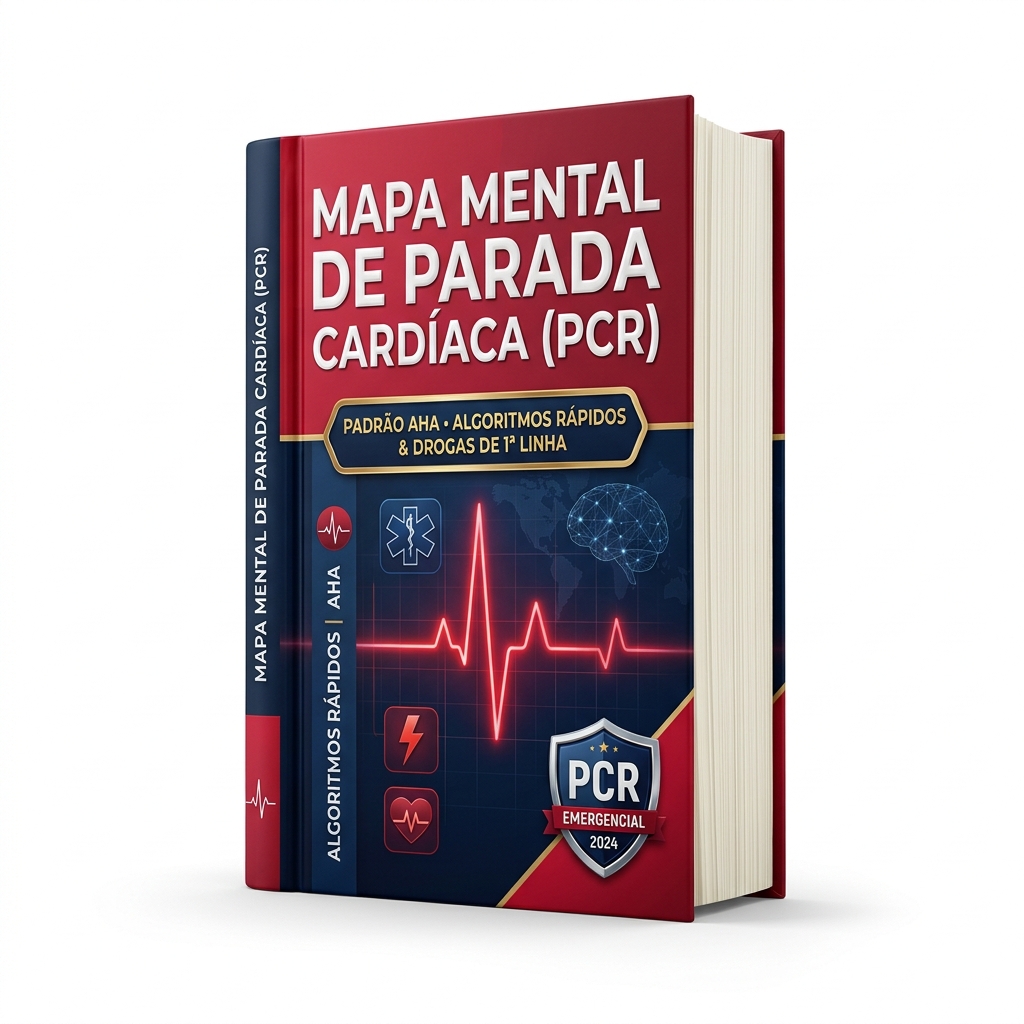 MAPA MENTAL DE PARADA CARDÍACA (PCR)
MAPA MENTAL
DE PARADA
CARDÍACA (PCR)
PADRÃO AHA • ALGORITMOS RÁPIDOS
& DROGAS DE 1ª LINHA
ALGORITMOS RÁPIDOS | AHA
PCR
EMERGENCIAL
2024